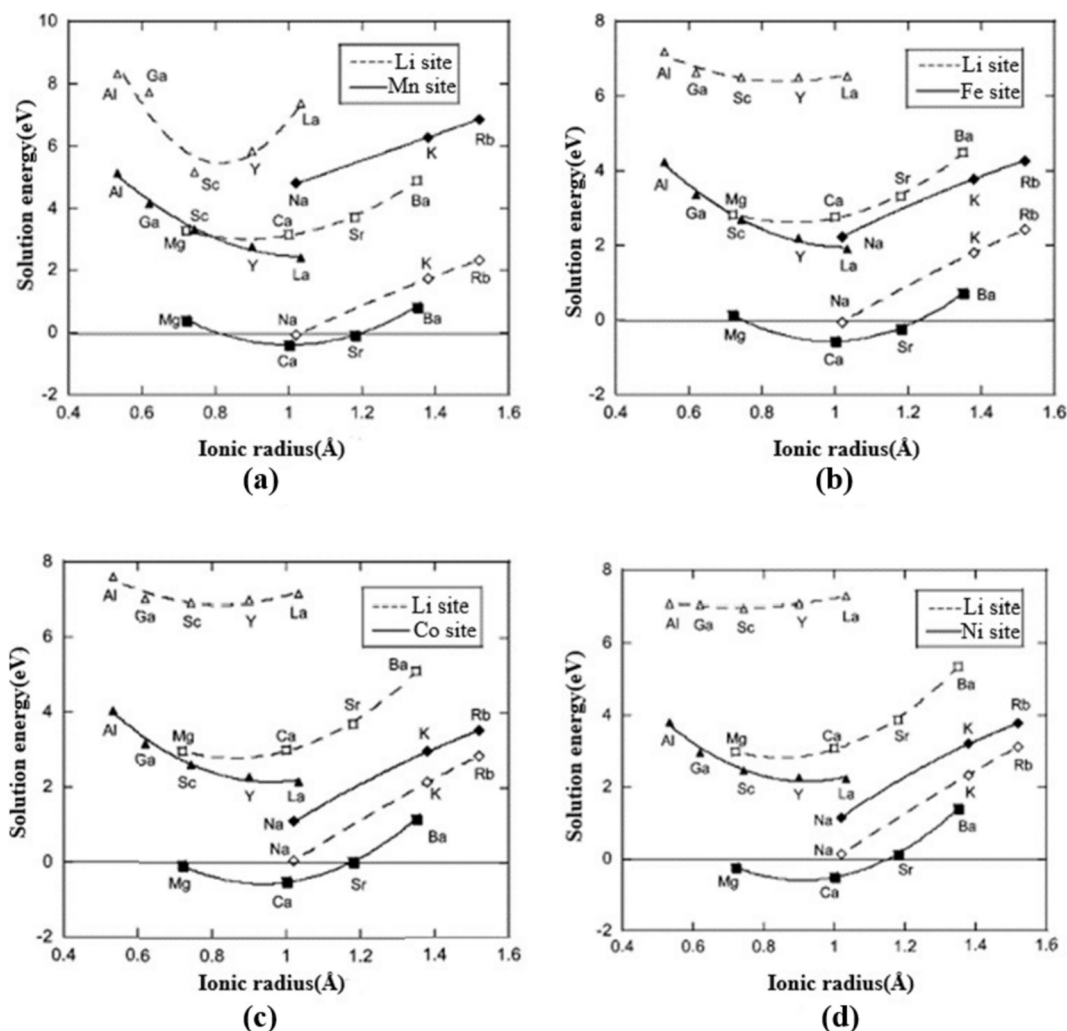 10
8
6
4
2
0
-2
Solution energy(eV)
Li site
Mn site
Al
Ga
Sc
Y
La
Al
Ga
Sc
Mg
Y
La
Ca
Sr
Ba
Na
K
Rb
Na
K
Rb
Mg
Ca
Sr
Ba
0.4 0.6 0.8 1 1.2 1.4 1.6
Ionic radius(Å)
(a)
8
6
4
2
0
-2
Solution energy(eV)
Li site
Fe site
Al
Ga
Sc
Y
La
Al
Ga
Mg
Sc
Y
La
Ca
Sr
Ba
Na
K
Rb
Na
K
Rb
Mg
Ca
Sr
Ba
0.4 0.6 0.8 1 1.2 1.4 1.6
Ionic radius(Å)
(b)
8
6
4
2
0
-2
Solution energy(eV)
Li site
Co site
Al
Ga
Sc
Y
La
Al
Ga
Mg
Sc
Y
La
Ca
Sr
Ba
Na
K
Rb
Na
K
Rb
Mg
Ca
Sr
Ba
0.4 0.6 0.8 1 1.2 1.4 1.6
Ionic radius(Å)
(c)
8
6
4
2
0
-2
Solution energy(eV)
Li site
Ni site
Al
Ga
Sc
Y
La
Al
Ga
Mg
Sc
Y
La
Ca
Sr
Ba
Na
K
Rb
Na
K
Rb
Mg
Ca
Sr
Ba
0.4 0.6 0.8 1 1.2 1.4 1.6
Ionic radius(Å)
(d)